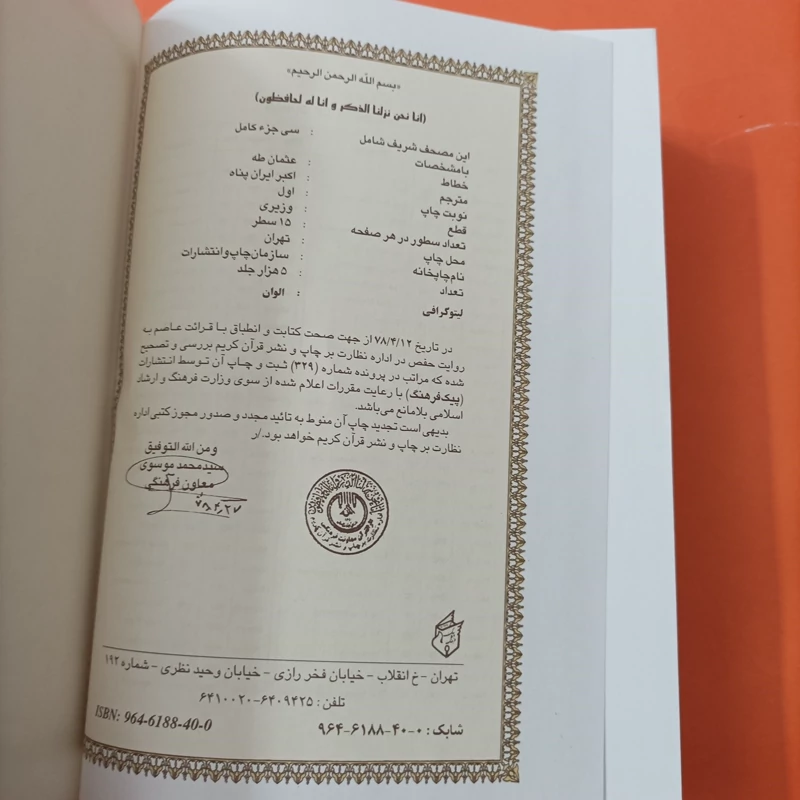 «بسم الله الرحمن الرحیم»
(انا نحن نزلنا الذکر و انا له لحافظون)
این مصحف شریف شامل : سی جزء کامل
بامشخصات
خطاط : عثمان طه
مترجم : اکبر ایران پناه
نوبت چاپ : اول
قطع : وزیری
تعداد سطور در هر صفحه : ۱۵ سطر
محل چاپ : تهران
نام‌چاپخانه : سازمان‌چاپ‌وانتشارات
تعداد : ۵ هزار جلد
لیتوگرافی : الوان
در تاریخ ۷۸/۴/۱۲ از جهت صحت کتابت و انطباق با قرائت عاصم به
روایت حفص در اداره نظارت بر چاپ و نشر قرآن کریم بررسی و تصحیح
شده که مراتب در پرونده شماره (۳۲۹) ثبت و چاپ آن توسط انتشارات
(پیک‌فرهنگ) با رعایت مقررات اعلام شده از سوی وزارت فرهنگ و ارشاد
اسلامی بلامانع می‌باشد.
بدیهی است تجدید چاپ آن منوط به تائید مجدد و صدور مجوز کتبی اداره
نظارت بر چاپ و نشر قرآن کریم خواهد بود./ر
ومن الله التوفیق
سیدمحمد موسوی
معاون فرهنگی
۷۸/۴/۲۷
تهران - خ انقلاب - خیابان فخر رازی - خیابان وحید نظری - شماره ۱۹۲
تلفن : ۶۴۰۹۴۲۵-۶۴۱۰۰۲۰
شابک : ۰-۴۰-۶۱۸۸-۹۶۴ ISBN: 964-6188-40-0